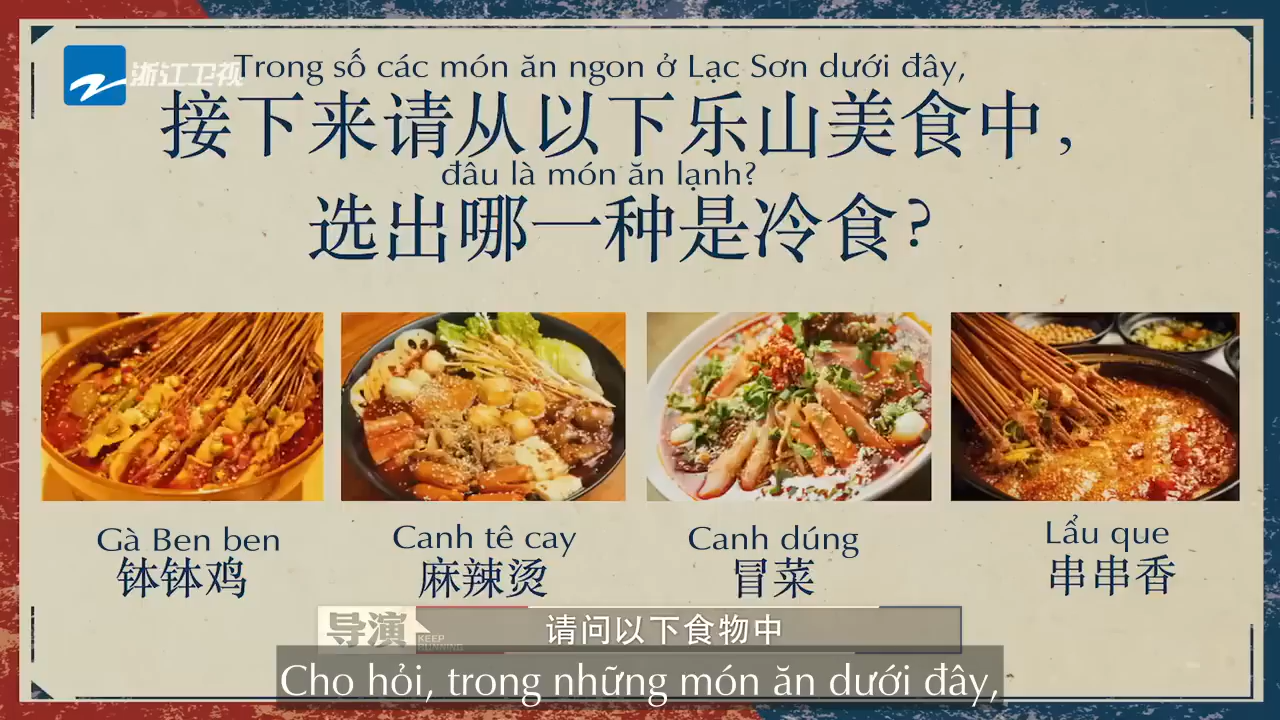 浙江卫视
Trong số các món ăn ngon ở Lạc Sơn dưới đây,
接下来请从以下乐山美食中，
đâu là món ăn lạnh?
选出哪一种是冷食？
Gà Ben ben
Canh tê cay
Canh dúng
Lẩu que
钵钵鸡
麻辣烫
冒菜
串串香
导演
KEEP
RUNNING
请问以下食物中
Cho hỏi, trong những món ăn dưới đây,